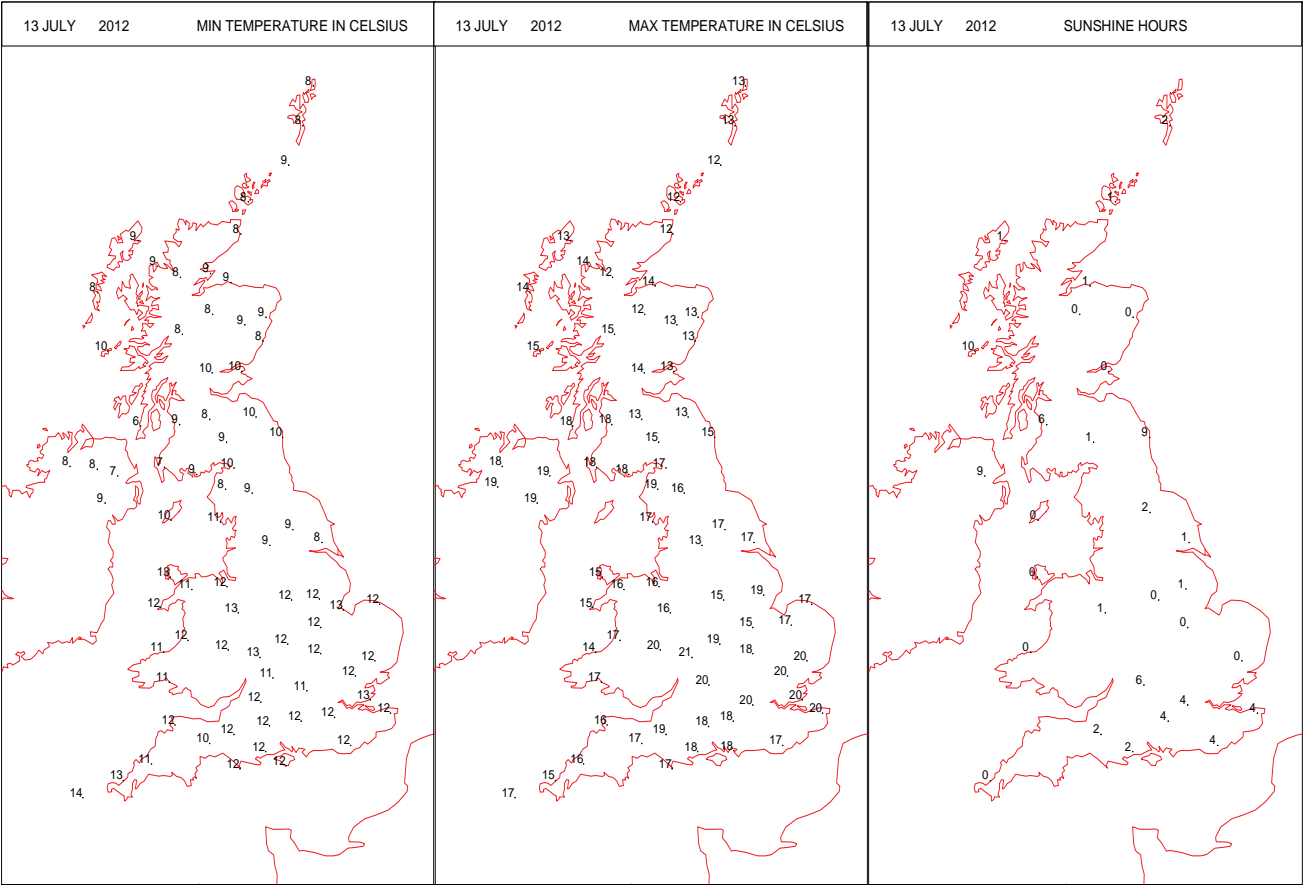 13 JULY 2012 MIN TEMPERATURE IN CELSIUS
8.
8.
9.
8.
8.
9.
9. 8. 9. 9.
8.
8. 9.
9.
8. 8.
10.
10. 10.
6. 9. 8. 10.
9. 10.
8. 8. 7. 7. 9. 10.
9. 8. 9.
10. 11.
9. 8.
9.
13. 11. 12.
12. 13. 12. 12. 13. 12.
12.
11. 12. 12. 13. 12. 12. 12.
11. 11. 11. 12.
12. 13.
12. 12. 12. 12. 12. 12.
10. 12. 12.
11. 12. 12.
13.
14.
13 JULY 2012 MAX TEMPERATURE IN CELSIUS
13.
13.
12.
12.
12.
13.
14. 12. 14.
14.
12. 13. 13.
15. 13.
15.
14. 13.
18. 18. 13. 13.
15. 15.
18. 19. 18. 18. 17.
19. 19. 15. 16.
17. 17. 17.
13.
15. 16. 16.
15. 16. 15. 19. 17.
15. 17.
14. 17. 20. 21. 19. 18. 20.
17. 20. 20.
20. 20. 20.
16. 19. 18. 18.
17. 18. 18. 17.
16. 17.
15.
17.
13 JULY 2012 SUNSHINE HOURS
2.
1.
1.
1.
0. 0.
10.
0.
6. 1. 9.
9.
0. 2.
1.
0. 1.
1. 0.
0.
0. 0.
6.
4. 4.
2. 4.
2. 4.
0.